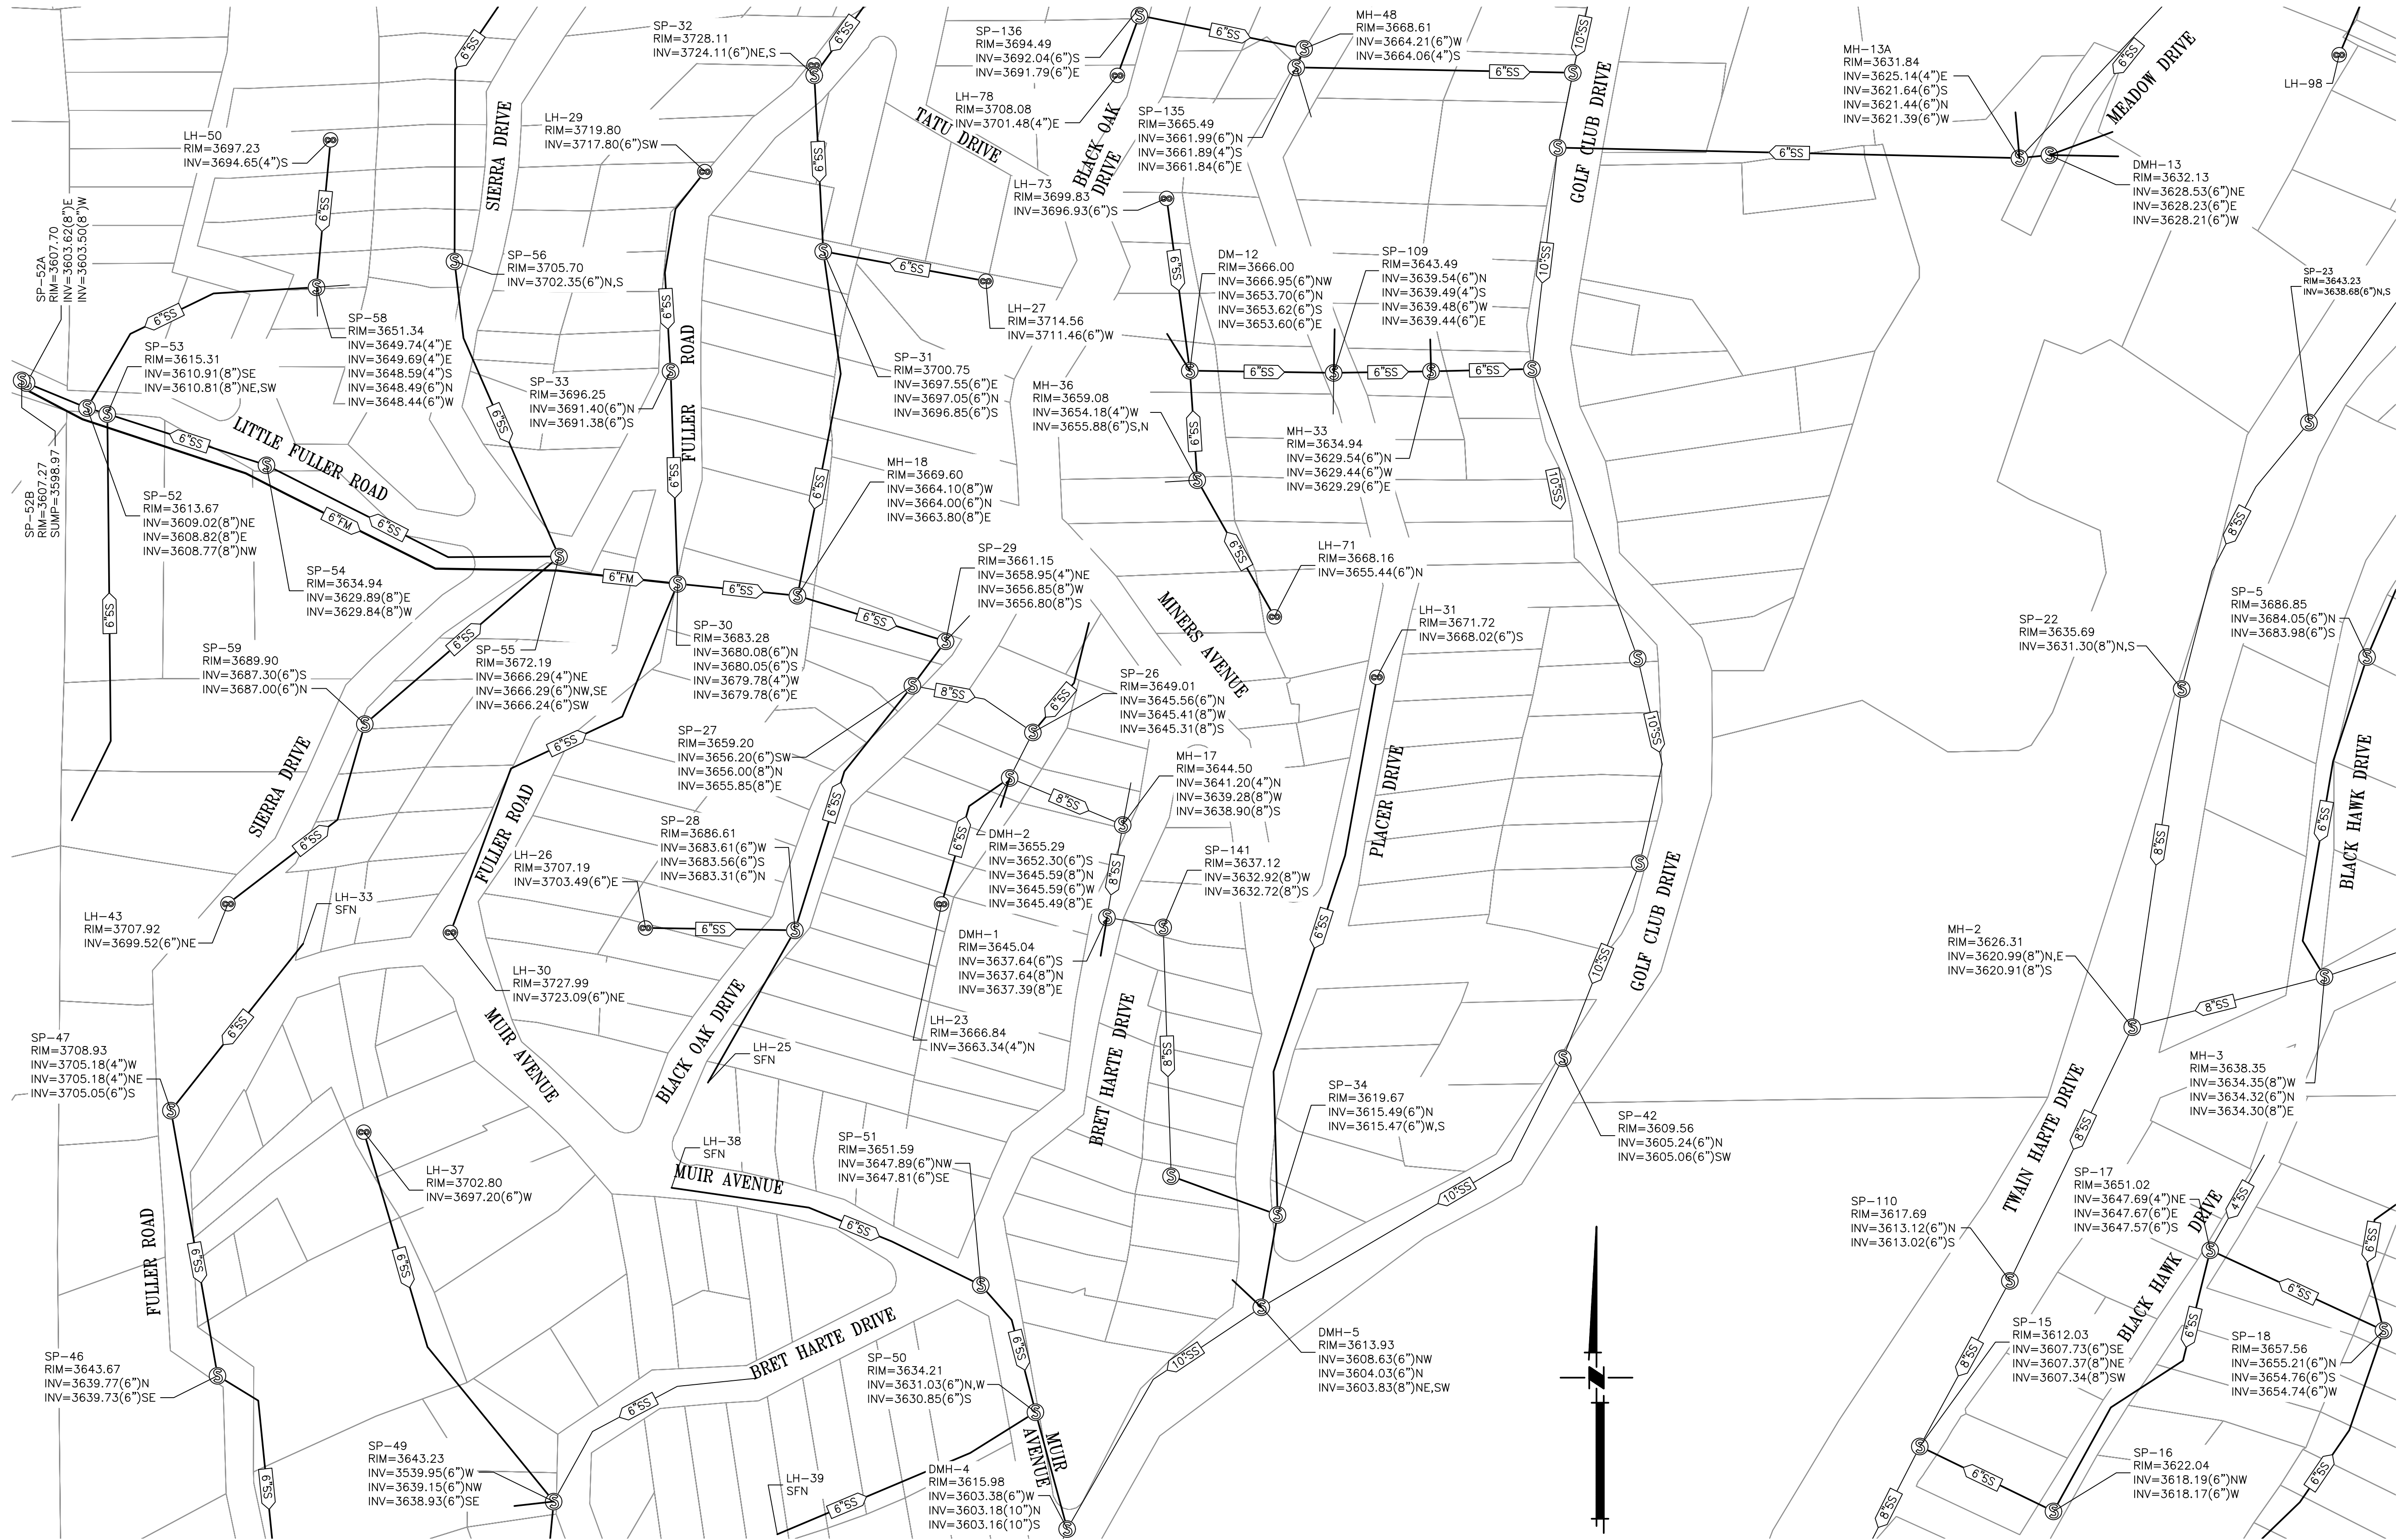 SP-32
RIM=3728.11
INV=3724.11(6")NE,S
SP-136
RIM=3694.49
INV=3692.04(6")S
INV=3691.79(6")E
MH-48
RIM=3668.61
INV=3664.21(6")W
INV=3664.06(4")S
MH-13A
RIM=3631.84
INV=3625.14(4")E
INV=3621.64(6")S
INV=3621.44(6")N
INV=3621.39(6")W
LH-98
MEADOW DRIVE
DMH-13
RIM=3632.13
INV=3628.53(6")NE
INV=3628.23(6")E
INV=3628.21(6")W
LH-50
RIM=3697.23
INV=3694.65(4")S
LH-29
RIM=3719.80
INV=3717.80(6")SW
SIERRA DRIVE
LH-78
RIM=3708.08
INV=3701.48(4")E
TATU DRIVE
BLACK OAK
DRIVE
SP-135
RIM=3665.49
INV=3661.99(6")N
INV=3661.89(4")S
INV=3661.84(6")E
GOLF CLUB DRIVE
LH-73
RIM=3699.83
INV=3696.93(6")S
SP-52A
RIM=3607.70
INV=3603.62(8")E
INV=3603.50(8")W
SP-56
RIM=3705.70
INV=3702.35(6")N,S
DM-12
RIM=3666.00
INV=3666.95(6")NW
INV=3653.70(6")N
INV=3653.62(6")S
INV=3653.60(6")E
SP-109
RIM=3643.49
INV=3639.54(6")N
INV=3639.49(4")S
INV=3639.48(6")W
INV=3639.44(6")E
SP-23
RIM=3643.23
INV=3638.68(6")N,S
LH-27
RIM=3714.56
INV=3711.46(6")W
SP-58
RIM=3651.34
INV=3649.74(4")E
INV=3649.69(4")E
INV=3648.59(4")S
INV=3648.49(6")N
INV=3648.44(6")W
SP-53
RIM=3615.31
INV=3610.91(8")SE
INV=3610.81(8")NE,SW
SP-33
RIM=3696.25
INV=3691.40(6")N
INV=3691.38(6")S
FULLER ROAD
SP-31
RIM=3700.75
INV=3697.55(6")E
INV=3697.05(6")N
INV=3696.85(6")S
MH-36
RIM=3659.08
INV=3654.18(4")W
INV=3655.88(6")S,N
MH-33
RIM=3634.94
INV=3629.54(6")N
INV=3629.44(6")W
INV=3629.29(6")E
LITTLE FULLER ROAD
SP-52B
RIM=3607.27
SUMP=3598.97
SP-52
RIM=3613.67
INV=3609.02(8")NE
INV=3608.82(8")E
INV=3608.77(8")NW
MH-18
RIM=3669.60
INV=3664.10(8")W
INV=3664.00(6")N
INV=3663.80(8")E
SP-54
RIM=3634.94
INV=3629.89(8")E
INV=3629.84(8")W
SP-29
RIM=3661.15
INV=3658.95(4")NE
INV=3656.85(8")W
INV=3656.80(8")S
LH-71
RIM=3668.16
INV=3655.44(6")N
MINERS AVENUE
LH-31
RIM=3671.72
INV=3668.02(6")S
SP-5
RIM=3686.85
INV=3684.05(6")N
INV=3683.98(6")S
SP-22
RIM=3635.69
INV=3631.30(8")N,S
SP-59
RIM=3689.90
INV=3687.30(6")S
INV=3687.00(6")N
SP-55
RIM=3672.19
INV=3666.29(4")NE
INV=3666.29(6")NW,SE
INV=3666.24(6")SW
SP-30
RIM=3683.28
INV=3680.08(6")N
INV=3680.05(6")S
INV=3679.78(4")W
INV=3679.78(6")E
SP-26
RIM=3649.01
INV=3645.56(6")N
INV=3645.41(8")W
INV=3645.31(8")S
SP-27
RIM=3659.20
INV=3656.20(6")SW
INV=3656.00(8")N
INV=3655.85(8")E
MH-17
RIM=3644.50
INV=3641.20(4")N
INV=3639.28(8")W
INV=3638.90(8")S
PLACER DRIVE
BLACK HAWK DRIVE
SIERRA DRIVE
FULLER ROAD
SP-28
RIM=3686.61
INV=3683.61(6")W
INV=3683.56(6")S
INV=3683.31(6")N
LH-26
RIM=3707.19
INV=3703.49(6")E
DMH-2
RIM=3655.29
INV=3652.30(6")S
INV=3645.59(8")N
INV=3645.59(6")W
INV=3645.49(8")E
SP-141
RIM=3637.12
INV=3632.92(8")W
INV=3632.72(8")S
GOLF CLUB DRIVE
LH-33
SFN
LH-43
RIM=3707.92
INV=3699.52(6")NE
DMH-1
RIM=3645.04
INV=3637.64(6")S
INV=3637.64(8")N
INV=3637.39(8")E
MH-2
RIM=3626.31
INV=3620.99(8")N,E
INV=3620.91(8")S
LH-30
RIM=3727.99
INV=3723.09(6")NE
MUIR AVENUE
BLACK OAK DRIVE
LH-23
RIM=3666.84
INV=3663.34(4")N
LH-25
SFN
BRET HARTE DRIVE
SP-47
RIM=3708.93
INV=3705.18(4")W
INV=3705.18(4")NE
INV=3705.05(6")S
MH-3
RIM=3638.35
INV=3634.35(8")W
INV=3634.32(6")N
INV=3634.30(8")E
SP-34
RIM=3619.67
INV=3615.49(6")N
INV=3615.47(6")W,S
SP-42
RIM=3609.56
INV=3605.24(6")N
INV=3605.06(6")SW
TWAIN HARTE DRIVE
LH-38
SFN
MUIR AVENUE
SP-51
RIM=3651.59
INV=3647.89(6")NW
INV=3647.81(6")SE
LH-37
RIM=3702.80
INV=3697.20(6")W
SP-17
RIM=3651.02
INV=3647.69(4")NE
INV=3647.67(6")E
INV=3647.57(6")S
SP-110
RIM=3617.69
INV=3613.12(6")N
INV=3613.02(6")S
BLACK HAWK DRIVE
FULLER ROAD
BRET HARTE DRIVE
SP-46
RIM=3643.67
INV=3639.77(6")N
INV=3639.73(6")SE
SP-50
RIM=3634.21
INV=3631.03(6")N,W
INV=3630.85(6")S
DMH-5
RIM=3613.93
INV=3608.63(6")NW
INV=3604.03(6")N
INV=3603.83(8")NE,SW
SP-15
RIM=3612.03
INV=3607.73(6")SE
INV=3607.37(8")NE
INV=3607.34(8")SW
SP-18
RIM=3657.56
INV=3655.21(6")N
INV=3654.76(6")S
INV=3654.74(6")W
SP-49
RIM=3643.23
INV=3539.95(6")W
INV=3639.15(6")NW
INV=3638.93(6")SE
LH-39
SFN
MUIR
AVENUE
DMH-4
RIM=3615.98
INV=3603.38(6")W
INV=3603.18(10")N
INV=3603.16(10")S
SP-16
RIM=3622.04
INV=3618.19(6")NW
INV=3618.17(6")W
6"FM
6"FM
N